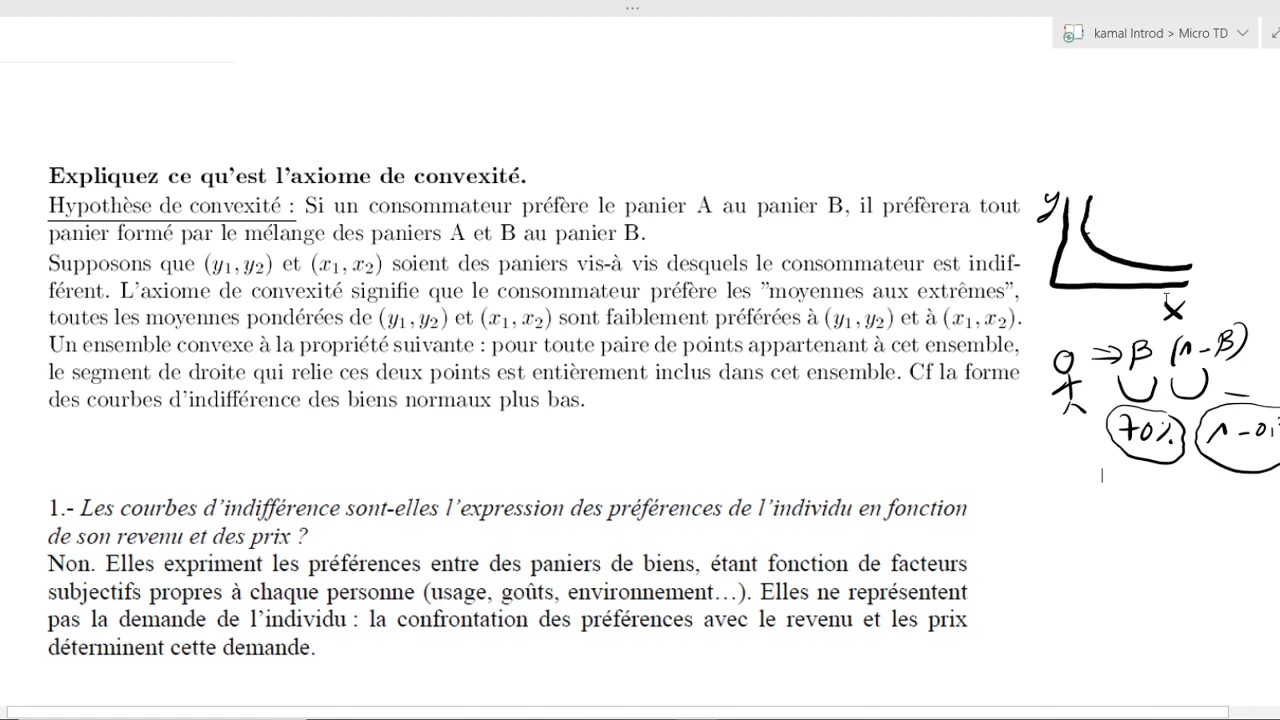 ...
kamal Introd > Micro TD
Expliquez ce qu'est l'axiome de convexité.
Hypothèse de convexité : Si un consommateur préfère le panier A au panier B, il préfèrera tout
panier formé par le mélange des paniers A et B au panier B.
Supposons que (y₁, y₂) et (x₁, x₂) soient des paniers vis-à vis desquels le consommateur est indif-
férent. L'axiome de convexité signifie que le consommateur préfère les "moyennes aux extrêmes",
toutes les moyennes pondérées de (y₁, y₂) et (x₁, x₂) sont faiblement préférées à (y₁, y₂) et à (x₁, x₂).
Un ensemble convexe à la propriété suivante : pour toute paire de points appartenant à cet ensemble,
le segment de droite qui relie ces deux points est entièrement inclus dans cet ensemble. Cf la forme
des courbes d'indifférence des biens normaux plus bas.
y
x
⇒ β (1-β)
70%
1-0,
1.- Les courbes d'indifférence sont-elles l'expression des préférences de l'individu en fonction
de son revenu et des prix ?
Non. Elles expriment les préférences entre des paniers de biens, étant fonction de facteurs
subjectifs propres à chaque personne (usage, goûts, environnement…). Elles ne représentent
pas la demande de l'individu : la confrontation des préférences avec le revenu et les prix
déterminent cette demande.